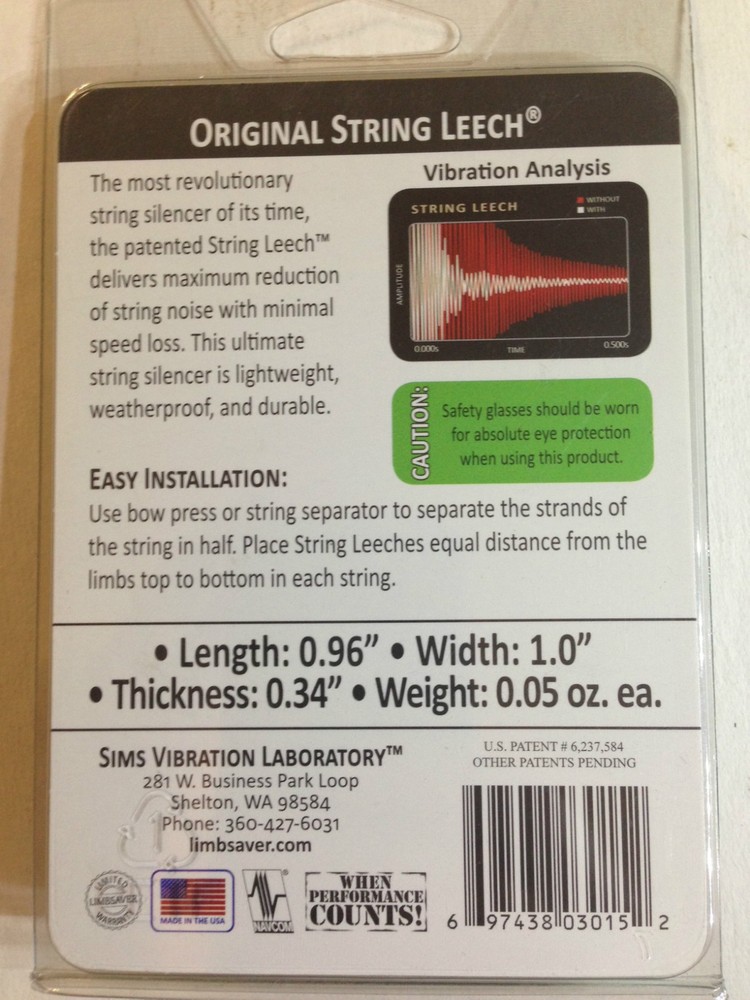 ORIGINAL STRING LEECH®
The most revolutionary
string silencer of its time,
the patented String Leech™
delivers maximum reduction
of string noise with minimal
speed loss. This ultimate
string silencer is lightweight,
weatherproof, and durable.
Vibration Analysis
STRING LEECH
WITHOUT
WITH
AMPLITUDE
0.000s TIME 0.500s
CAUTION:
Safety glasses should be worn
for absolute eye protection
when using this product.
EASY INSTALLATION:
Use bow press or string separator to separate the strands of
the string in half. Place String Leeches equal distance from the
limbs top to bottom in each string.
• Length: 0.96” • Width: 1.0”
• Thickness: 0.34” • Weight: 0.05 oz. ea.
SIMS VIBRATION LABORATORY™
281 W. Business Park Loop
Shelton, WA 98584
Phone: 360-427-6031
limbsaver.com
U.S. PATENT # 6,237,584
OTHER PATENTS PENDING
LIMITED
LIMBSAVER
WARRANTY
MADE IN THE USA
NAVCOM®
WHEN
PERFORMANCE
COUNTS!
6 97438 03015 2
1